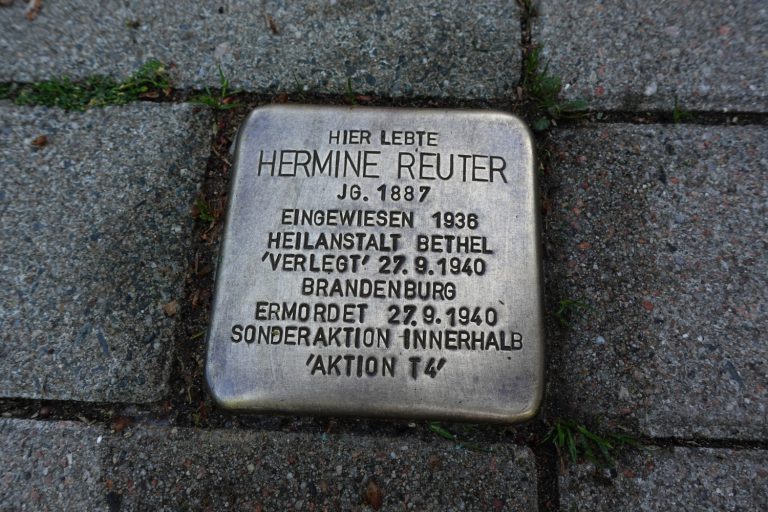 HIER LEBTE
HERMINE REUTER
JG. 1887
EINGEWIESEN 1936
HEILANSTALT BETHEL
'VERLEGT' 27.9.1940
BRANDENBURG
ERMORDET 27.9.1940
SONDERAKTION INNERHALB
'AKTION T4'